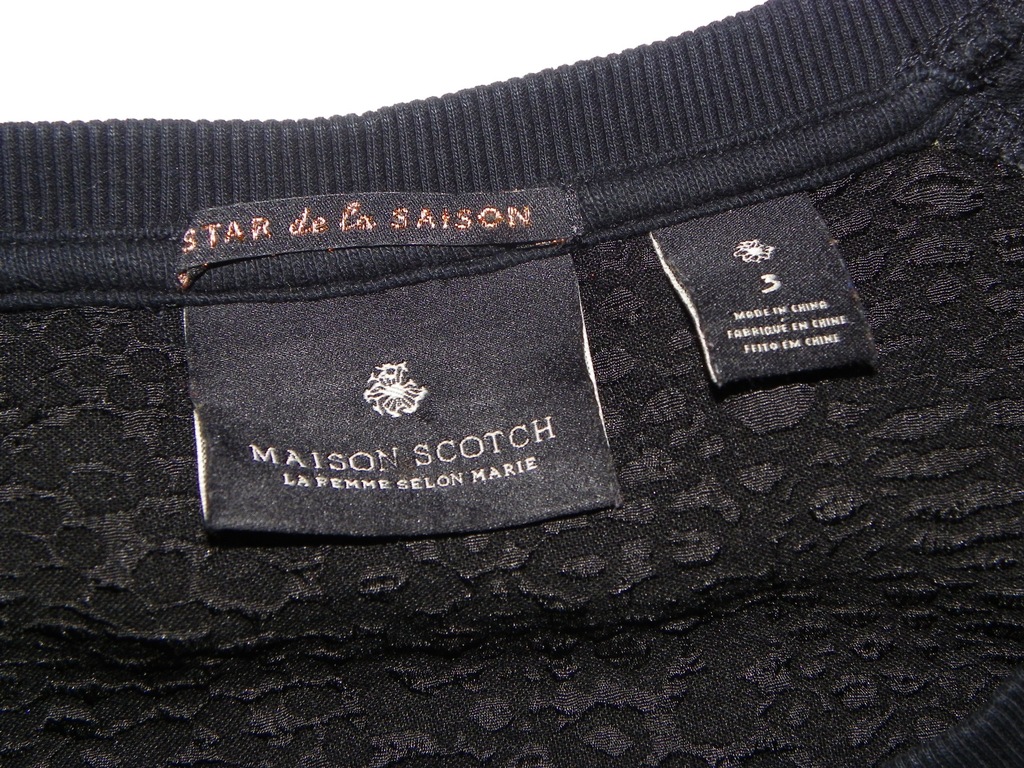 STAR de la SAISON
MAISON SCOTCH
LA FEMME SELON MARIE
3
MADE IN CHINA
FABRIQUE EN CHINE
FEITO EM CHINE